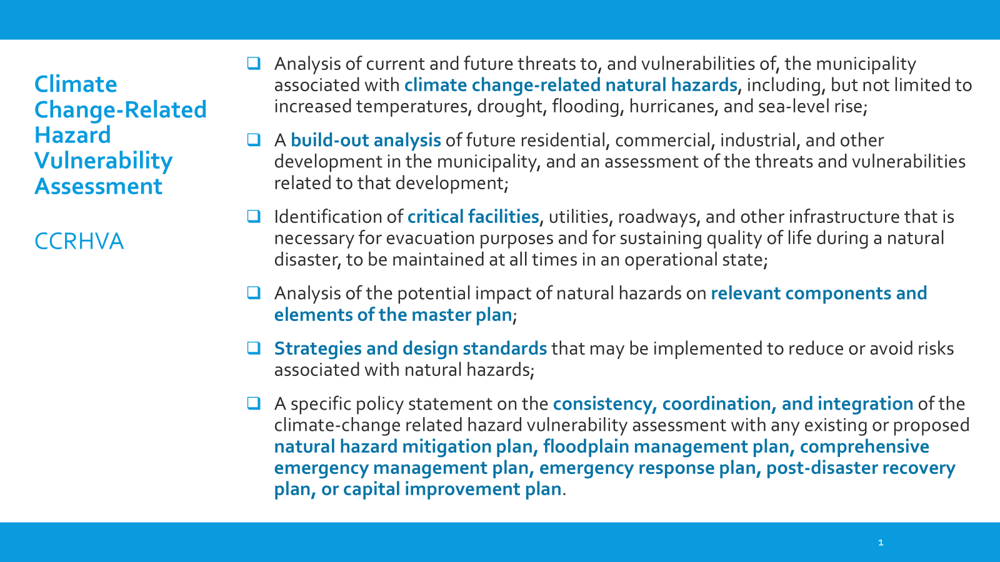 Climate
Change-Related
Hazard
Vulnerability
Assessment
CCRHVA
❑ Analysis of current and future threats to, and vulnerabilities of, the municipality
associated with climate change-related natural hazards, including, but not limited to
increased temperatures, drought, flooding, hurricanes, and sea-level rise;
❑ A build-out analysis of future residential, commercial, industrial, and other
development in the municipality, and an assessment of the threats and vulnerabilities
related to that development;
❑ Identification of critical facilities, utilities, roadways, and other infrastructure that is
necessary for evacuation purposes and for sustaining quality of life during a natural
disaster, to be maintained at all times in an operational state;
❑ Analysis of the potential impact of natural hazards on relevant components and
elements of the master plan;
❑ Strategies and design standards that may be implemented to reduce or avoid risks
associated with natural hazards;
❑ A specific policy statement on the consistency, coordination, and integration of the
climate-change related hazard vulnerability assessment with any existing or proposed
natural hazard mitigation plan, floodplain management plan, comprehensive
emergency management plan, emergency response plan, post-disaster recovery
plan, or capital improvement plan.
1